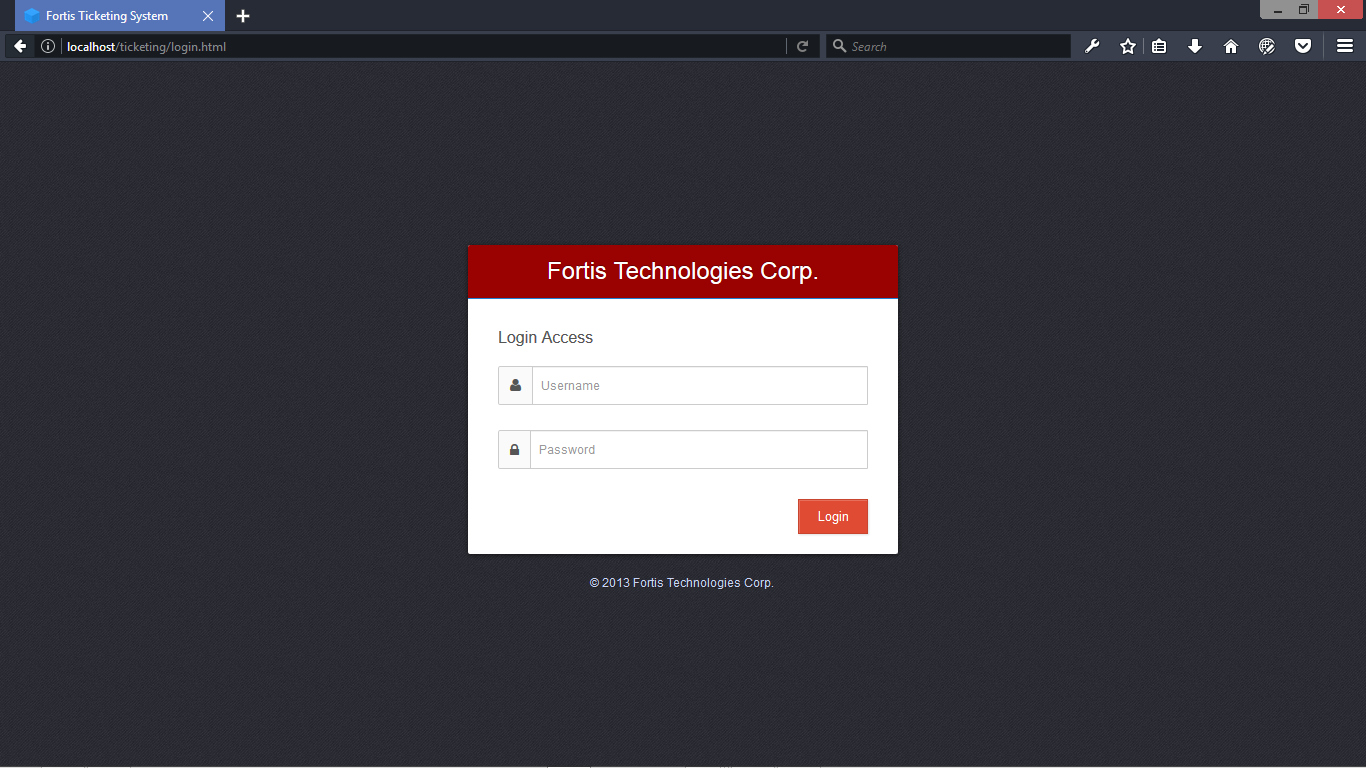 Fortis Ticketing System
localhost/ticketing/login.html
Search
Fortis Technologies Corp.
Login Access
Username
Password
Login
© 2013 Fortis Technologies Corp.